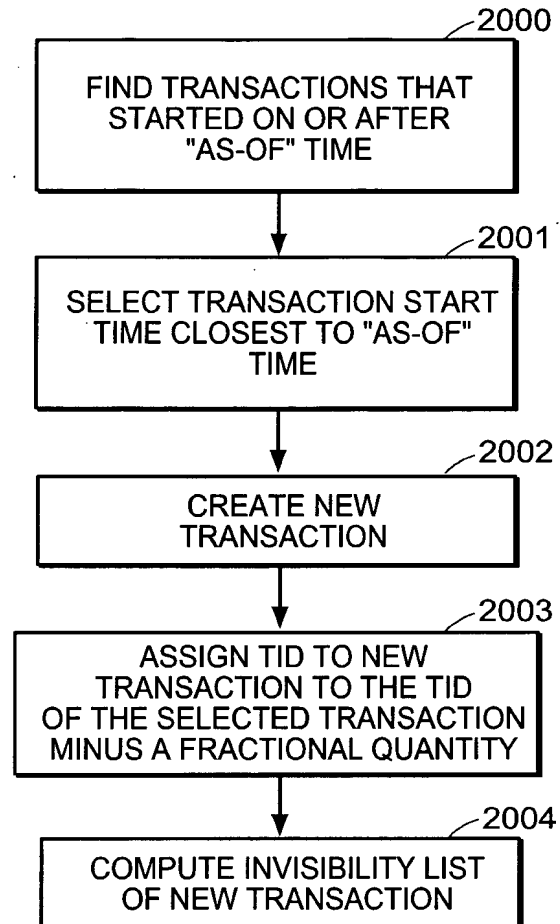 2000
FIND TRANSACTIONS THAT
STARTED ON OR AFTER
"AS-OF" TIME
2001
SELECT TRANSACTION START
TIME CLOSEST TO "AS-OF"
TIME
2002
CREATE NEW
TRANSACTION
2003
ASSIGN TID TO NEW
TRANSACTION TO THE TID
OF THE SELECTED TRANSACTION
MINUS A FRACTIONAL QUANTITY
2004
COMPUTE INVISIBILITY LIST
OF NEW TRANSACTION